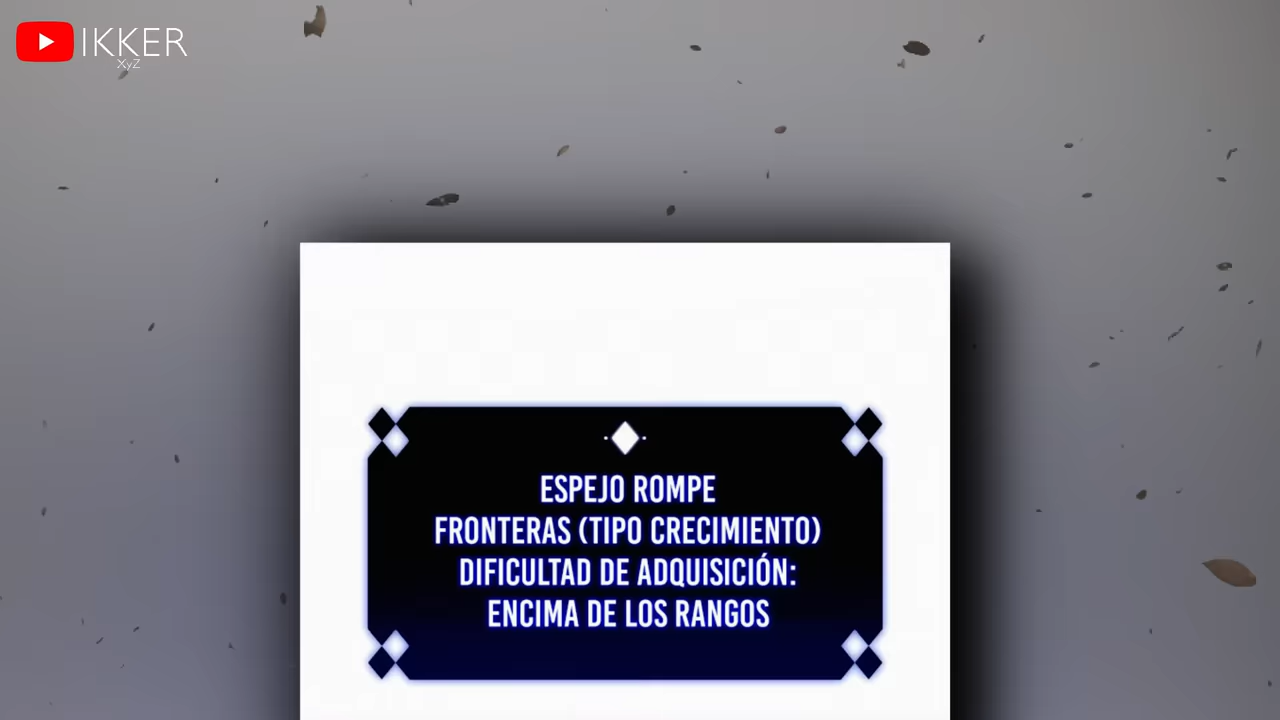 IKKER
XyZ
ESPEJO ROMPE
FRONTERAS (TIPO CRECIMIENTO)
DIFICULTAD DE ADQUISICIÓN:
ENCIMA DE LOS RANGOS